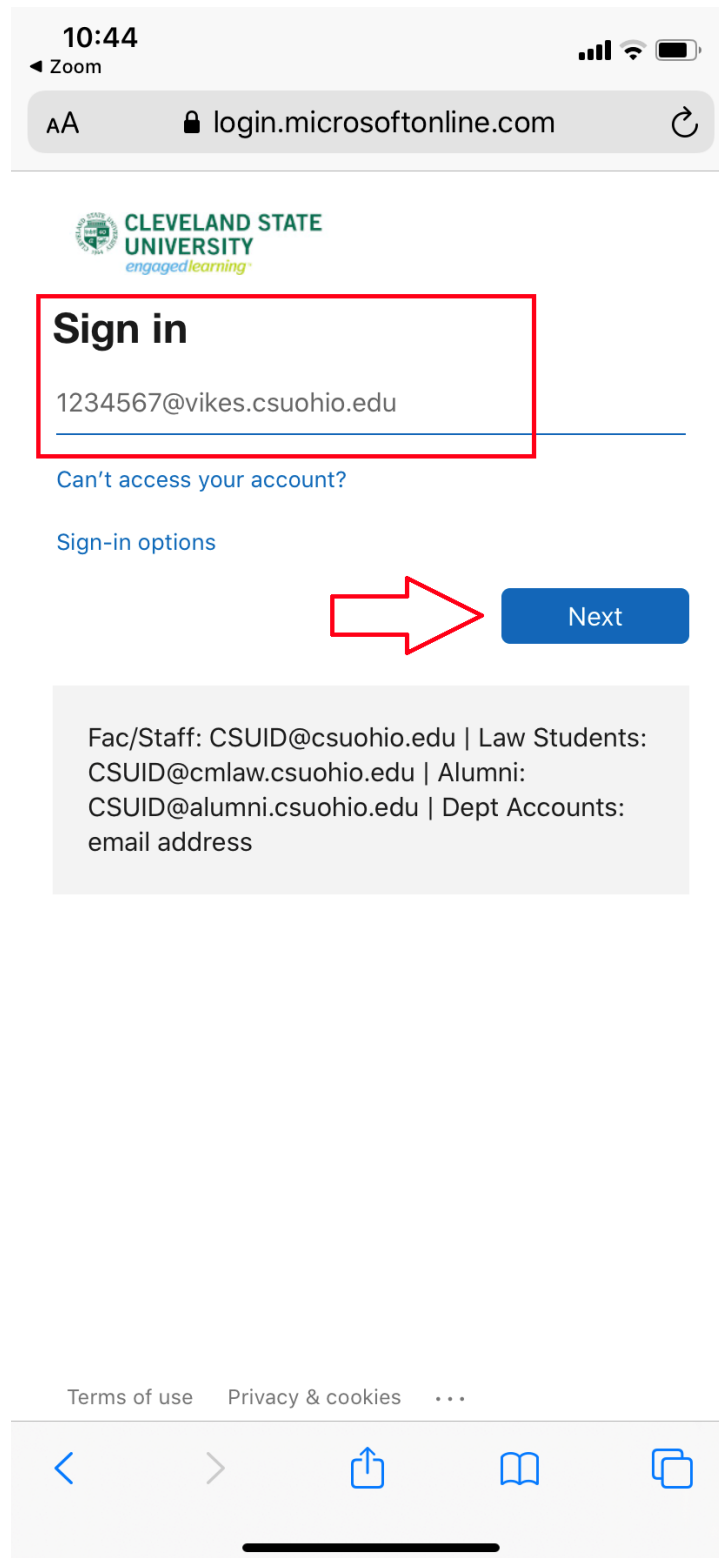 10:44
◀ Zoom
AA login.microsoftonline.com
CLEVELAND STATE
UNIVERSITY
engagedlearning
Sign in
1234567@vikes.csuohio.edu
Can't access your account?
Sign-in options
Next
Fac/Staff: CSUID@csuohio.edu | Law Students:
CSUID@cmlaw.csuohio.edu | Alumni:
CSUID@alumni.csuohio.edu | Dept Accounts:
email address
Terms of use Privacy & cookies ...